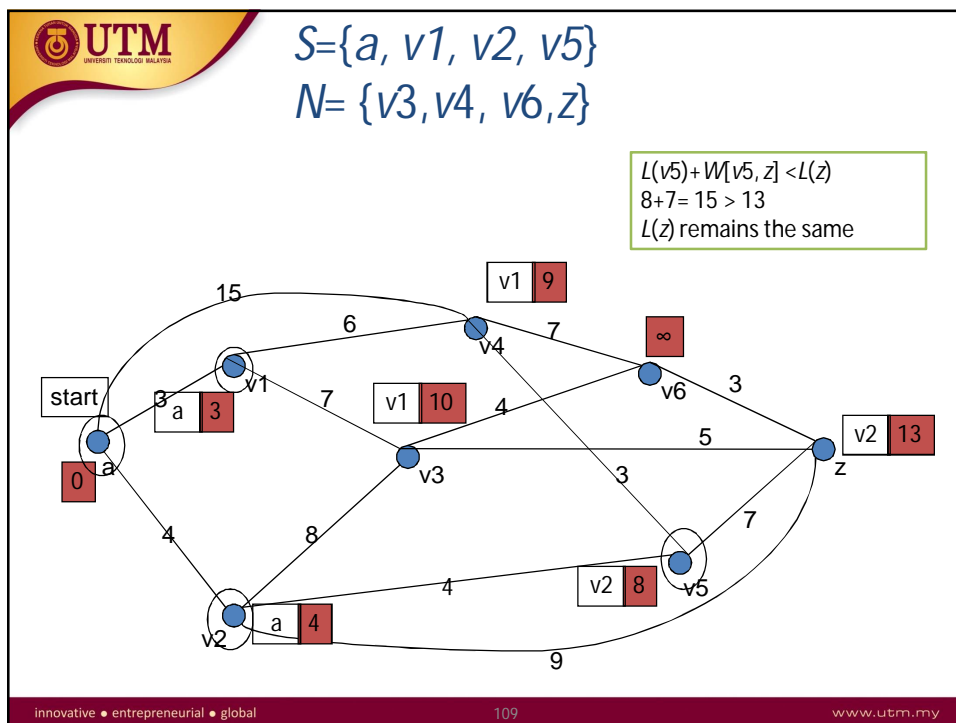 UTM
UNIVERSITI TEKNOLOGI MALAYSIA
S={a, v1, v2, v5}
N= {v3,v4, v6,z}
L(v5)+W[v5, z] <L(z)
8+7= 15 > 13
L(z) remains the same
v1 9
15
6
7
v4
∞
start
3
v1
a 3
7
v1 10
4
v6
3
5
v2 13
a
0
v3
z
3
4
8
7
4
v2 8
v5
v2
a 4
9
innovative ● entrepreneurial ● global
109
www.utm.my